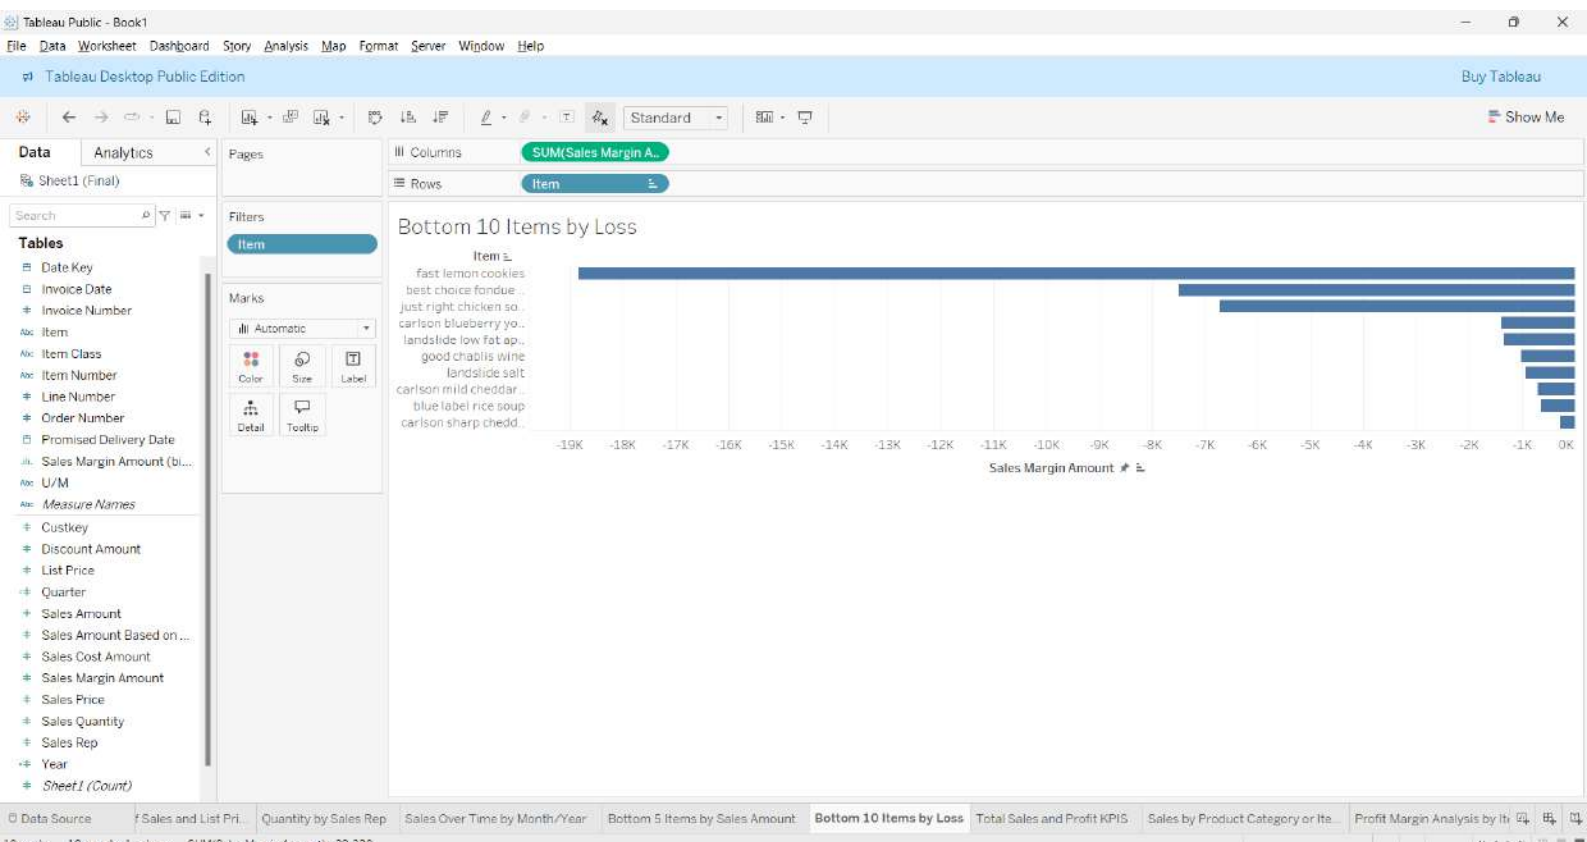 Tableau Public - Book1
File Data Worksheet Dashboard Story Analysis Map Format Server Window Help
Tableau Desktop Public Edition
Buy Tableau
Standard
Show Me
Data
Analytics
Sheet1 (Final)
Search
Tables
Date Key
Invoice Date
Invoice Number
Abc Item
Abc Item Class
Abc Item Number
Line Number
Order Number
Promised Delivery Date
Sales Margin Amount (bi...
Abc U/M
Abc Measure Names
Custkey
Discount Amount
List Price
Quarter
Sales Amount
Sales Amount Based on ...
Sales Cost Amount
Sales Margin Amount
Sales Price
Sales Quantity
Sales Rep
Year
Sheet1 (Count)
Pages
Filters
Item
Marks
Automatic
Color
Size
Label
Detail
Tooltip
Columns
SUM(Sales Margin A..
Rows
Item
Bottom 10 Items by Loss
Item
fast lemon cookies
best choice fondue ..
just right chicken so..
carlson blueberry yo..
landslide low fat ap..
good chablis wine
landslide salt
carlson mild cheddar..
blue label rice soup
carlson sharp chedd..
-19K -18K -17K -16K -15K -14K -13K -12K -11K -10K -9K -8K -7K -6K -5K -4K -3K -2K -1K 0K
Sales Margin Amount
Data Source
f Sales and List Pri...
Quantity by Sales Rep
Sales Over Time by Month/Year
Bottom 5 Items by Sales Amount
Bottom 10 Items by Loss
Total Sales and Profit KPIS
Sales by Product Category or Ite...
Profit Margin Analysis by It